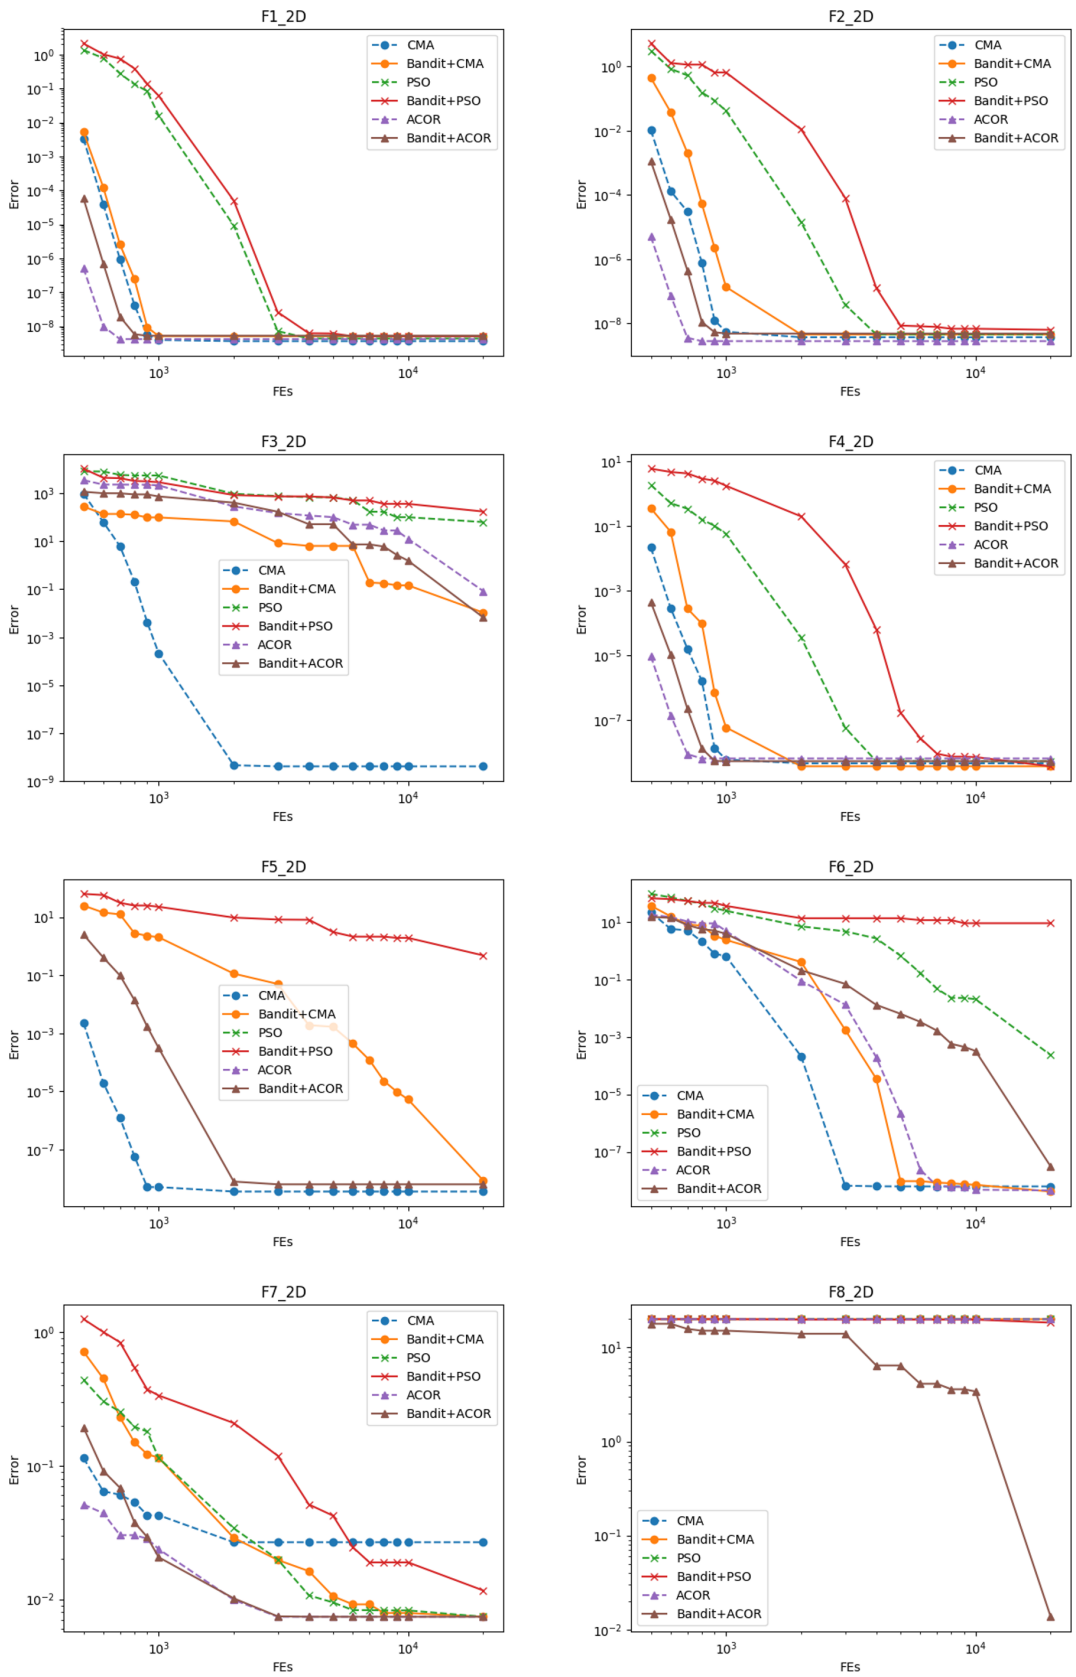 F1_2D
10^0
10^-1
10^-2
10^-3
10^-4
10^-5
10^-6
10^-7
10^-8
Error
CMA
Bandit+CMA
PSO
Bandit+PSO
ACOR
Bandit+ACOR
10^3
10^4
FEs
F2_2D
10^0
10^-2
10^-4
10^-6
10^-8
Error
CMA
Bandit+CMA
PSO
Bandit+PSO
ACOR
Bandit+ACOR
10^3
10^4
FEs
F3_2D
10^3
10^1
10^-1
10^-3
10^-5
10^-7
10^-9
Error
CMA
Bandit+CMA
PSO
Bandit+PSO
ACOR
Bandit+ACOR
10^3
10^4
FEs
F4_2D
10^1
10^-1
10^-3
10^-5
10^-7
Error
CMA
Bandit+CMA
PSO
Bandit+PSO
ACOR
Bandit+ACOR
10^3
10^4
FEs
F5_2D
10^1
10^-1
10^-3
10^-5
10^-7
Error
CMA
Bandit+CMA
PSO
Bandit+PSO
ACOR
Bandit+ACOR
10^3
10^4
FEs
F6_2D
10^1
10^-1
10^-3
10^-5
10^-7
Error
CMA
Bandit+CMA
PSO
Bandit+PSO
ACOR
Bandit+ACOR
10^3
10^4
FEs
F7_2D
10^0
10^-1
10^-2
Error
CMA
Bandit+CMA
PSO
Bandit+PSO
ACOR
Bandit+ACOR
10^3
10^4
FEs
F8_2D
10^1
10^0
10^-1
10^-2
Error
CMA
Bandit+CMA
PSO
Bandit+PSO
ACOR
Bandit+ACOR
10^3
10^4
FEs